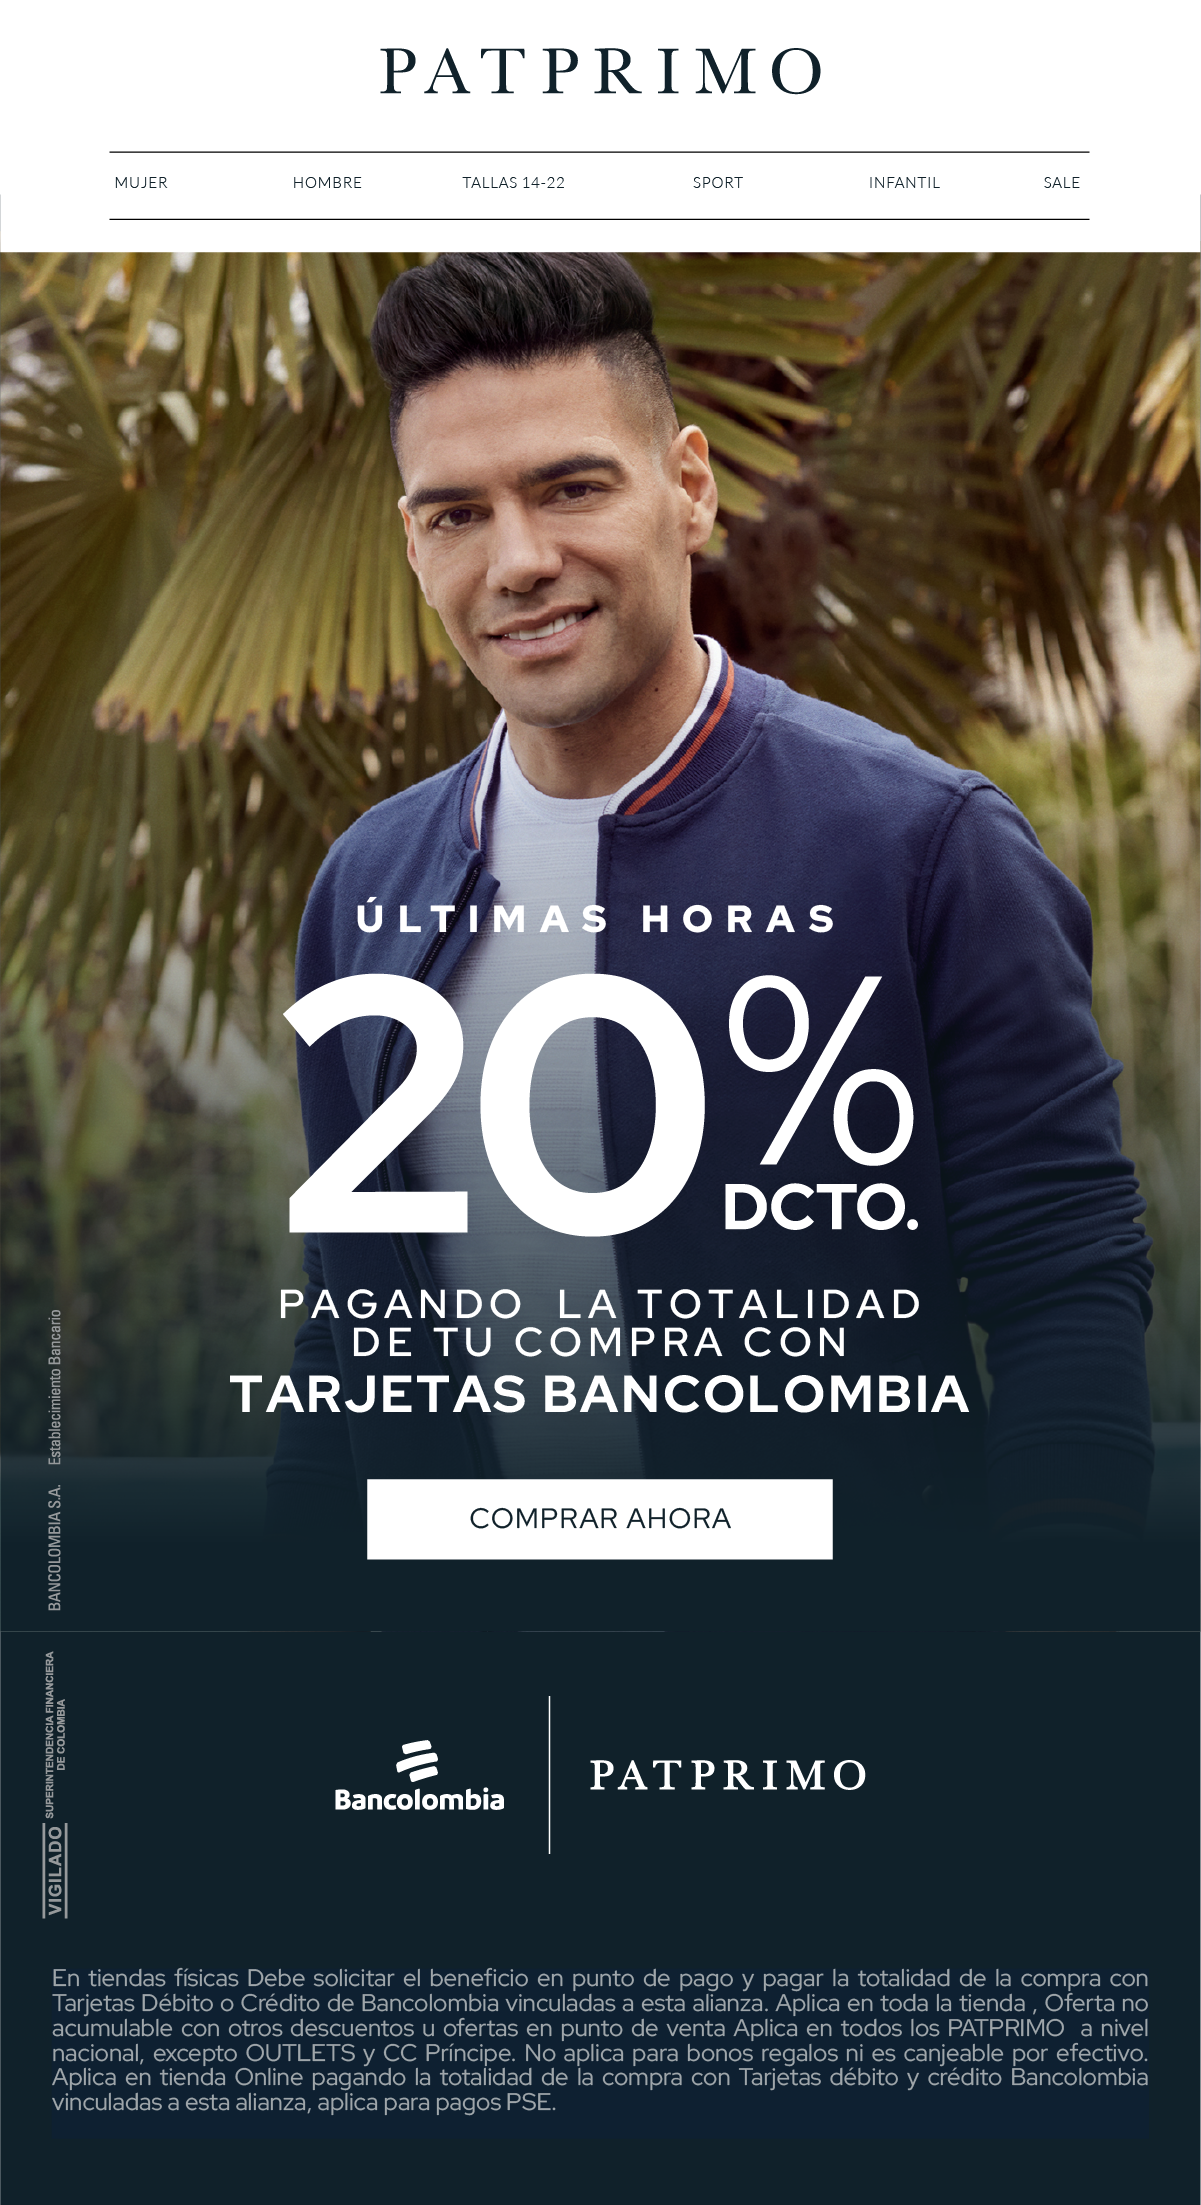 PATPRIMO
MUJER HOMBRE TALLAS 14-22 SPORT INFANTIL SALE
ÚLTIMAS HORAS
20%
DCTO.
PAGANDO LA TOTALIDAD
DE TU COMPRA CON
TARJETAS BANCOLOMBIA
COMPRAR AHORA
BANCOLOMBIA S.A. Establecimiento Bancario
VIGILADO
SUPERINTENDENCIA FINANCIERA
DE COLOMBIA
Bancolombia
PATPRIMO
En tiendas físicas Debe solicitar el beneficio en punto de pago y pagar la totalidad de la compra con
Tarjetas Débito o Crédito de Bancolombia vinculadas a esta alianza. Aplica en toda la tienda , Oferta no
acumulable con otros descuentos u ofertas en punto de venta Aplica en todos los PATPRIMO a nivel
nacional, excepto OUTLETS y CC Príncipe. No aplica para bonos regalos ni es canjeable por efectivo.
Aplica en tienda Online pagando la totalidad de la compra con Tarjetas débito y crédito Bancolombia
vinculadas a esta alianza, aplica para pagos PSE.